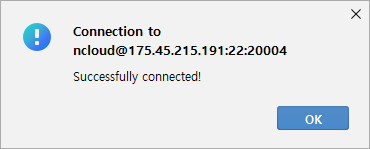 Connection to
ncloud@175.45.215.191:22:20004
Successfully connected!
OK